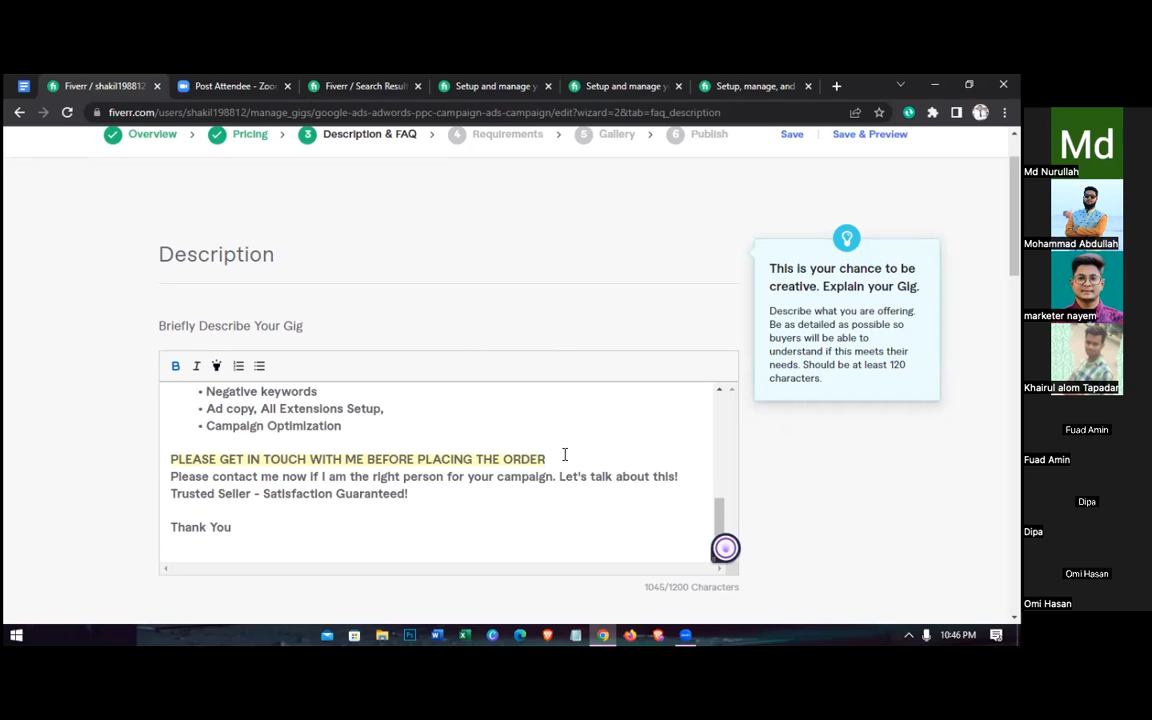 Fiverr / shakil198812
Post Attendee - Zoo
Fiverr / Search Resul
Setup and manage y
Setup and manage y
Setup, manage, and
fiverr.com/users/shakil198812/manage_gigs/google-ads-adwords-ppc-campaign-ads-campaign/edit?wizard=2&tab=faq_description
Overview
Pricing
3 Description & FAQ
4 Requirements
5 Gallery
6 Publish
Save
Save & Preview
Description
Briefly Describe Your Gig
B I
• Negative keywords
• Ad copy, All Extensions Setup,
• Campaign Optimization
PLEASE GET IN TOUCH WITH ME BEFORE PLACING THE ORDER
Please contact me now if I am the right person for your campaign. Let's talk about this!
Trusted Seller - Satisfaction Guaranteed!
Thank You
1045/1200 Characters
This is your chance to be
creative. Explain your Gig.
Describe what you are offering.
Be as detailed as possible so
buyers will be able to
understand if this meets their
needs. Should be at least 120
characters.
10:46 PM
Md
Md Nurullah
Mohammad Abdullah
marketer nayem
Khairul alom Tapadar
Fuad Amin
Fuad Amin
Dipa
Dipa
Omi Hasan
Omi Hasan